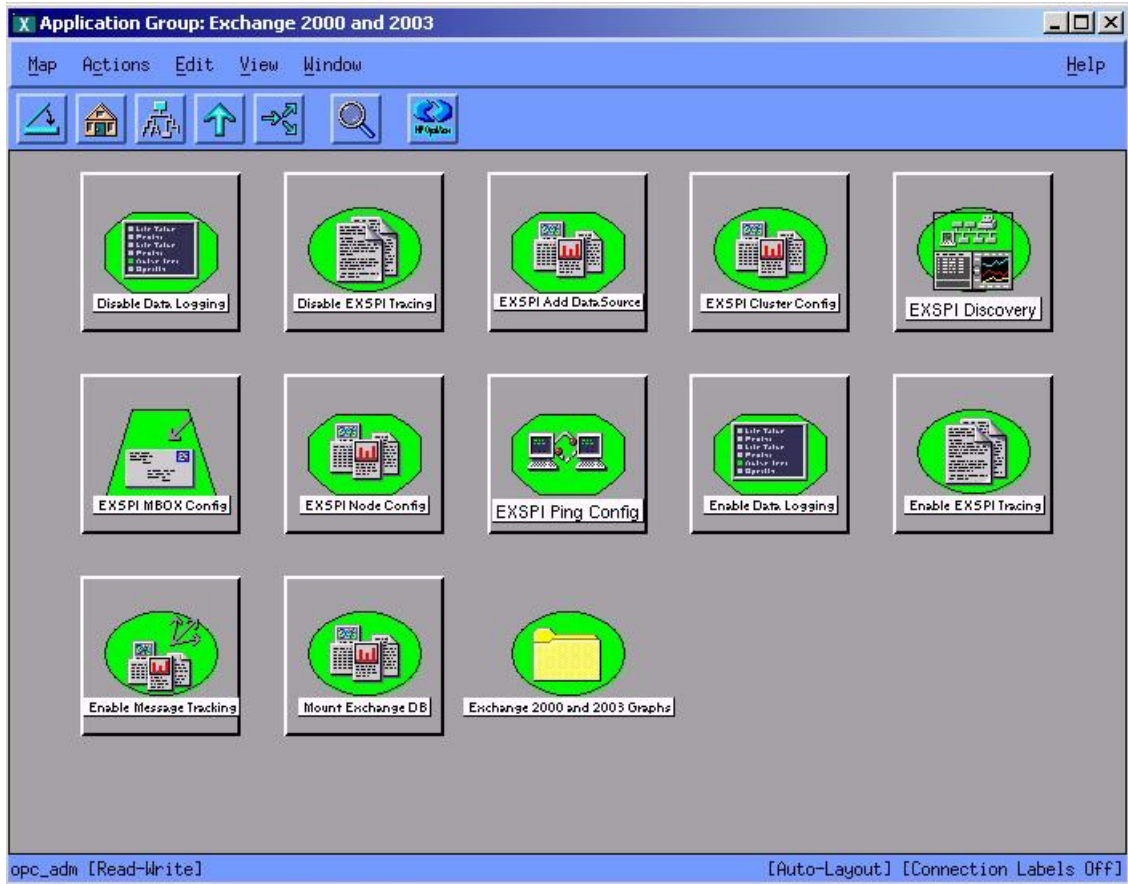 X Application Group: Exchange 2000 and 2003
Map Actions Edit View Window Help
HP OpenView
Disable Data Logging
Disable EXSPI Tracing
EXSPI Add DataSource
EXSPI Cluster Config
EXSPI Discovery
EXSPI MBOX Config
EXSPI Node Config
EXSPI Ping Config
Enable Data Logging
Enable EXSPI Tracing
Enable Message Tracking
Mount Exchange DB
Exchange 2000 and 2003 Graphs
opc_adm [Read-Write] [Auto-Layout] [Connection Labels Off]